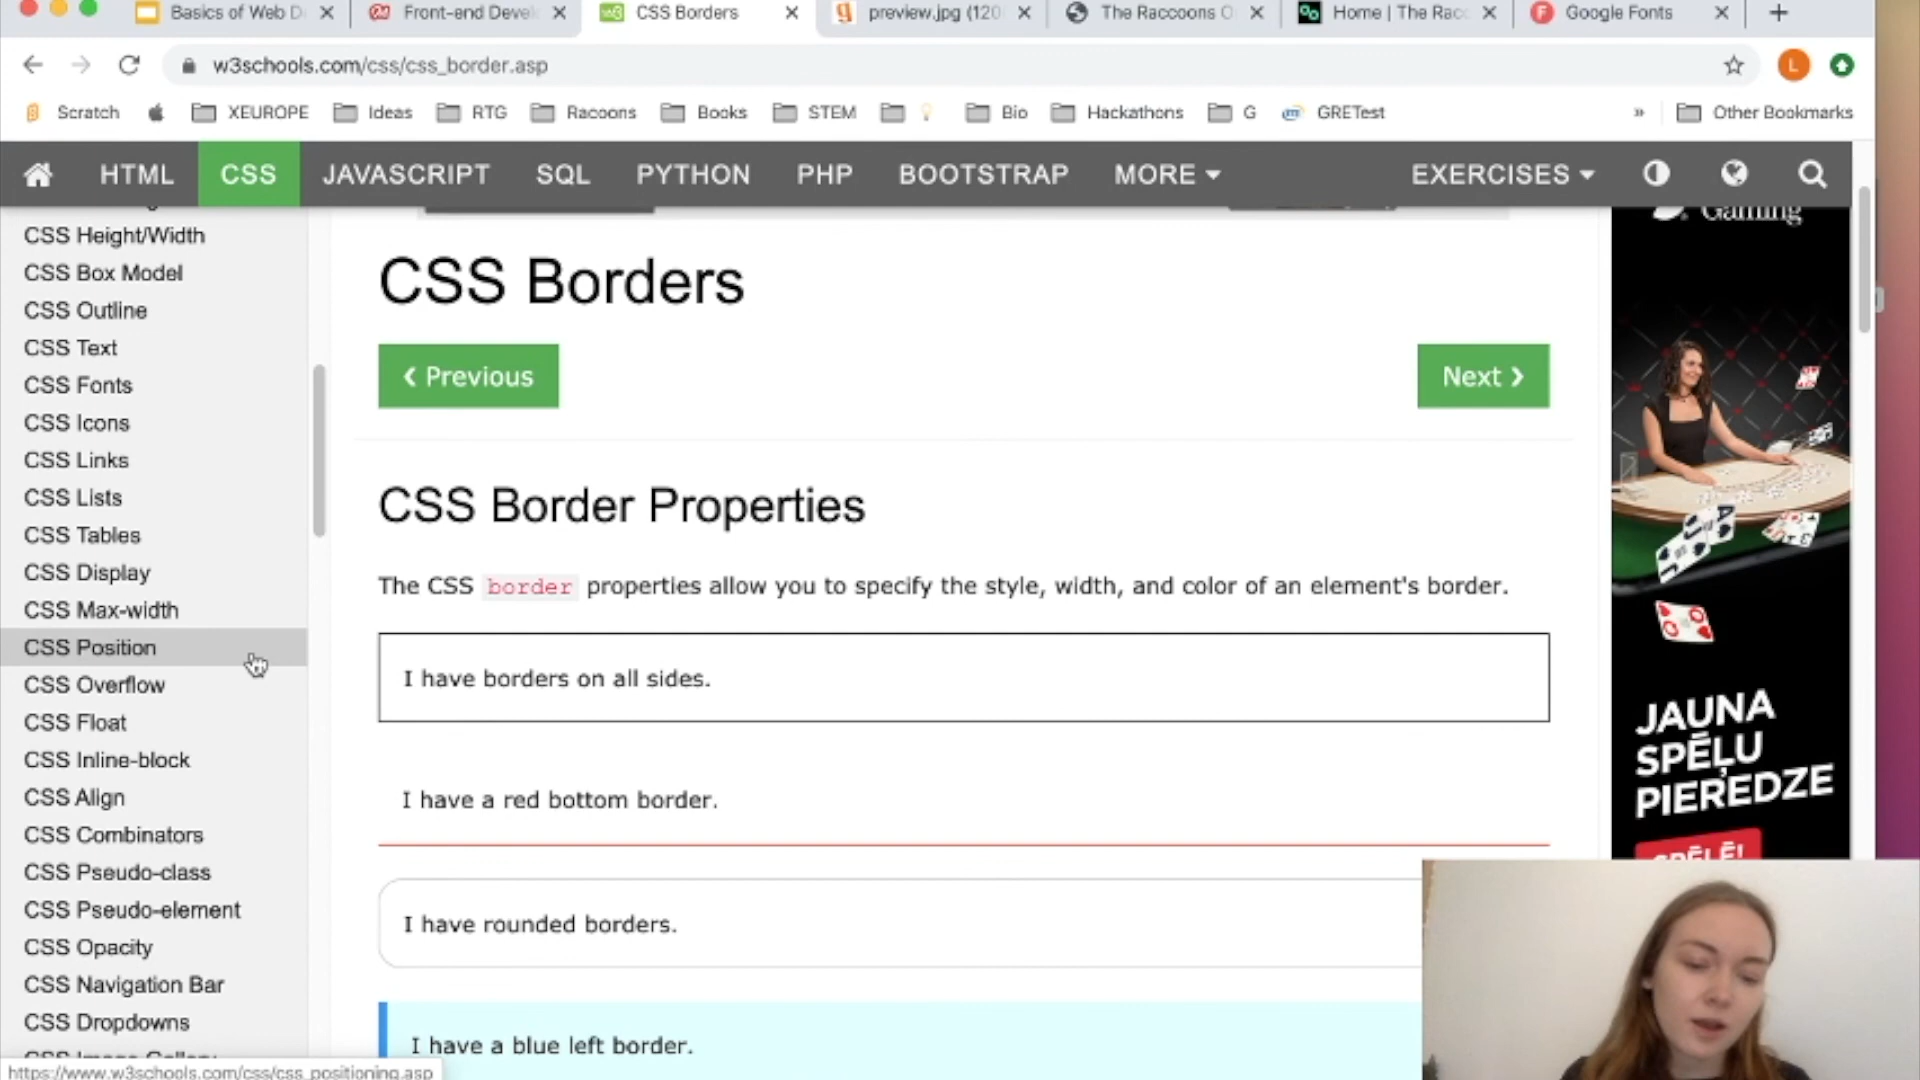 Basics of Web D
Front-end Devel
CSS Borders
preview.jpg (120
The Raccoons O
Home | The Racc
Google Fonts
w3schools.com/css/css_border.asp
L
Scratch
XEUROPE
Ideas
RTG
Racoons
Books
STEM
Bio
Hackathons
G
GRETest
»
Other Bookmarks
HTML
CSS
JAVASCRIPT
SQL
PYTHON
PHP
BOOTSTRAP
MORE
EXERCISES
CSS Height/Width
CSS Box Model
CSS Outline
CSS Text
CSS Fonts
CSS Icons
CSS Links
CSS Lists
CSS Tables
CSS Display
CSS Max-width
CSS Position
CSS Overflow
CSS Float
CSS Inline-block
CSS Align
CSS Combinators
CSS Pseudo-class
CSS Pseudo-element
CSS Opacity
CSS Navigation Bar
CSS Dropdowns
CSS Image Gallery
https://www.w3schools.com/css/css_positioning.asp
CSS Borders
❮ Previous
Next ❯
CSS Border Properties
The CSS border properties allow you to specify the style, width, and color of an element's border.
I have borders on all sides.
I have a red bottom border.
I have rounded borders.
I have a blue left border.
Gaming
JAUNA
SPĒĻU
PIEREDZE
SPĒLĒ!